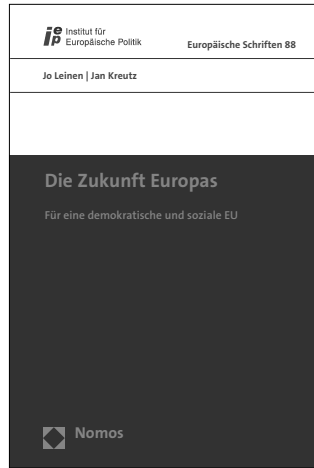 iep Institut für
Europäische Politik
Europäische Schriften 88
Jo Leinen | Jan Kreutz
Die Zukunft Europas
Für eine demokratische und soziale EU
Nomos